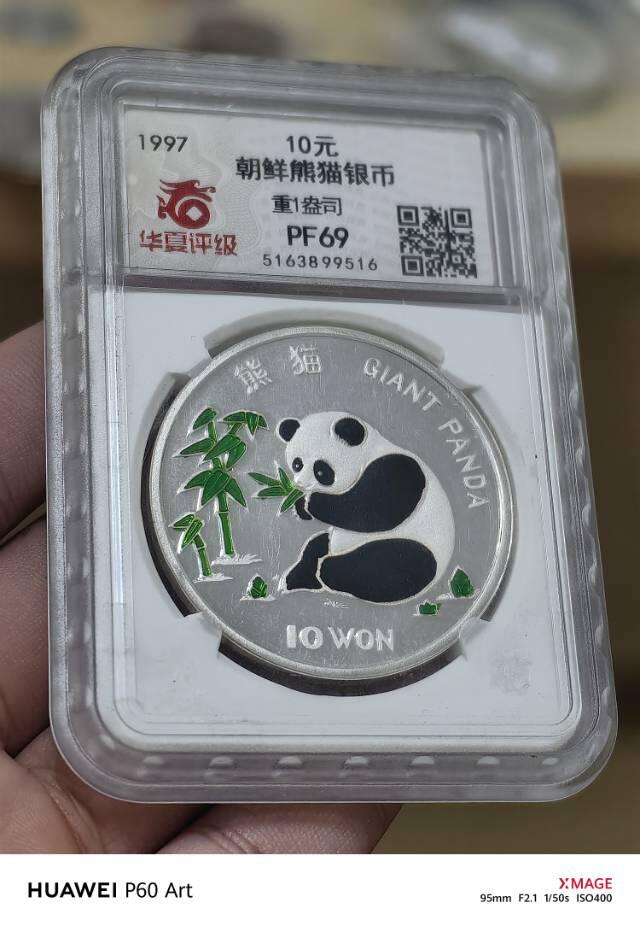 1997
10元
朝鲜熊猫银币
重1盎司
PF69
5163899516
华夏评级
熊猫 GIANT PANDA
10 WON
HUAWEI P60 Art
XMAGE
95mm F2.1 1/50s ISO400